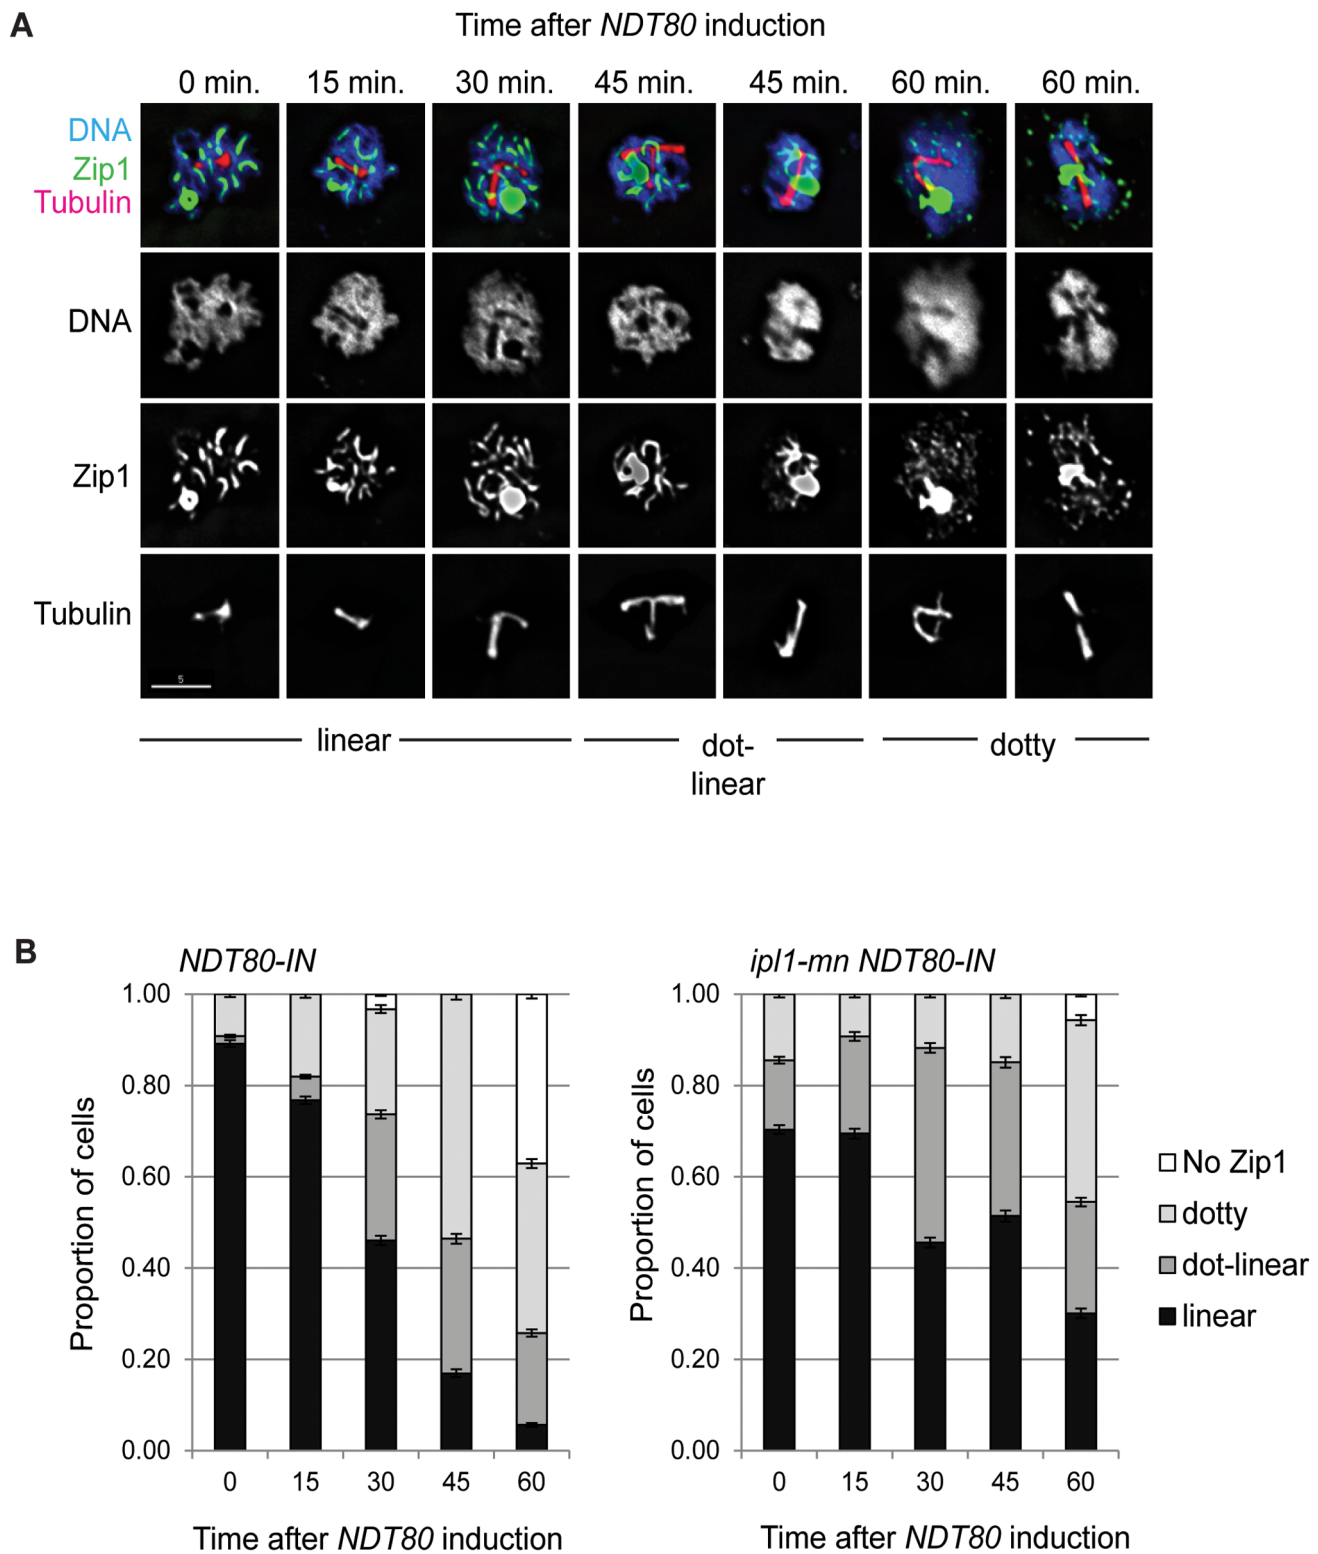 A
Time after NDT80 induction
0 min. 15 min. 30 min. 45 min. 45 min. 60 min. 60 min.
DNA
Zip1
Tubulin
DNA
Zip1
Tubulin
5
linear dot-linear dotty
B
NDT80-IN
1.00
0.80
0.60
0.40
0.20
0.00
Proportion of cells
0 15 30 45 60
Time after NDT80 induction
ipl1-mn NDT80-IN
1.00
0.80
0.60
0.40
0.20
0.00
Proportion of cells
0 15 30 45 60
Time after NDT80 induction
No Zip1
dotty
dot-linear
linear